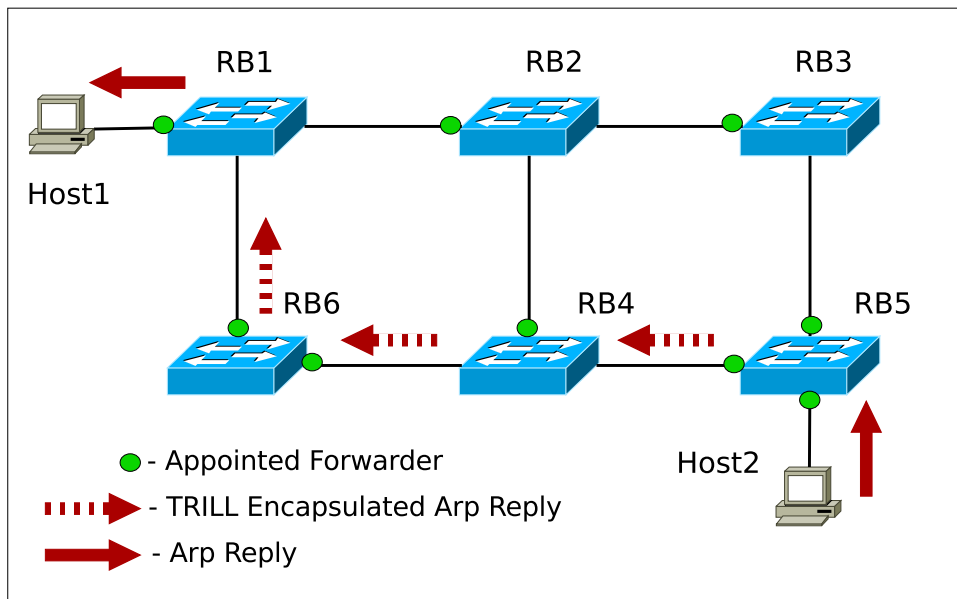 RB1
RB2
RB3
Host1
RB6
RB4
RB5
Host2
- Appointed Forwarder
- TRILL Encapsulated Arp Reply
- Arp Reply